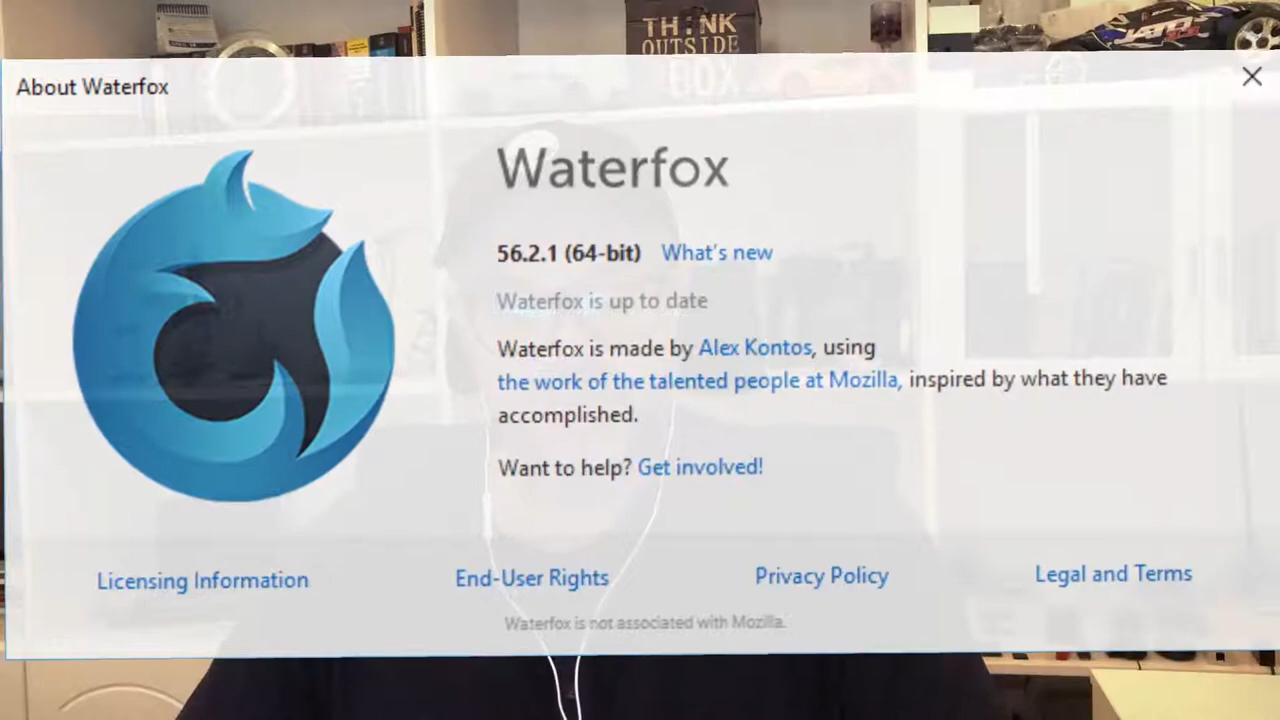 THINK
OUTSIDE
BOX
JATO
About Waterfox
Waterfox
56.2.1 (64-bit) What's new
Waterfox is up to date
Waterfox is made by Alex Kontos, using
the work of the talented people at Mozilla, inspired by what they have
accomplished.
Want to help? Get involved!
Licensing Information End-User Rights Privacy Policy Legal and Terms
Waterfox is not associated with Mozilla.